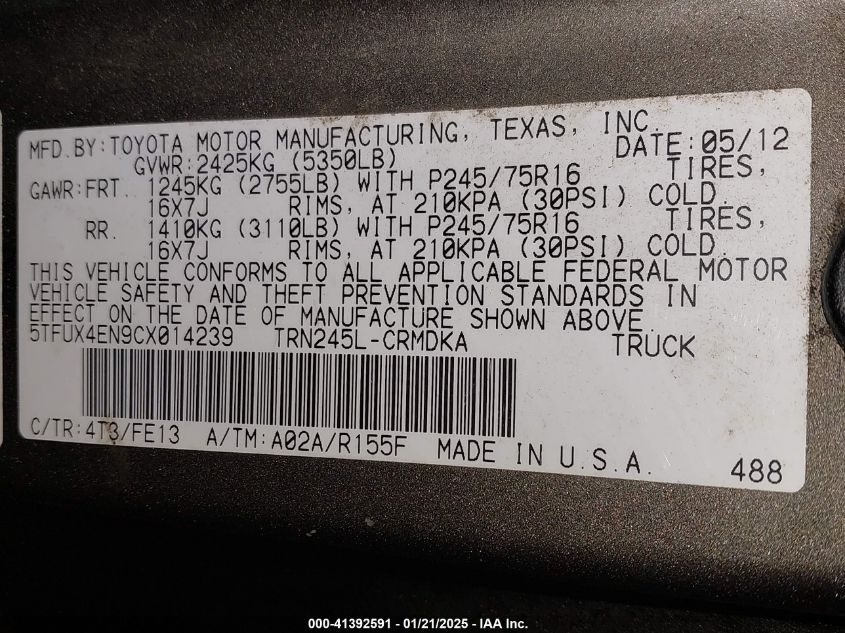 MFD.BY:TOYOTA MOTOR MANUFACTURING, TEXAS, INC.
GVWR:2425KG (5350LB) DATE:05/12
GAWR:FRT. 1245KG (2755LB) WITH P245/75R16 TIRES,
16X7J RIMS, AT 210KPA (30PSI) COLD.
RR. 1410KG (3110LB) WITH P245/75R16 TIRES,
16X7J RIMS, AT 210KPA (30PSI) COLD.
THIS VEHICLE CONFORMS TO ALL APPLICABLE FEDERAL MOTOR
VEHICLE SAFETY AND THEFT PREVENTION STANDARDS IN
EFFECT ON THE DATE OF MANUFACTURE SHOWN ABOVE.
5TFUX4EN9CX014239 TRN245L-CRMDKA TRUCK
C/TR:4T3/FE13 A/TM:A02A/R155F MADE IN U.S.A.
488
000-41392591 / 01/21/2025 - IAA Inc.